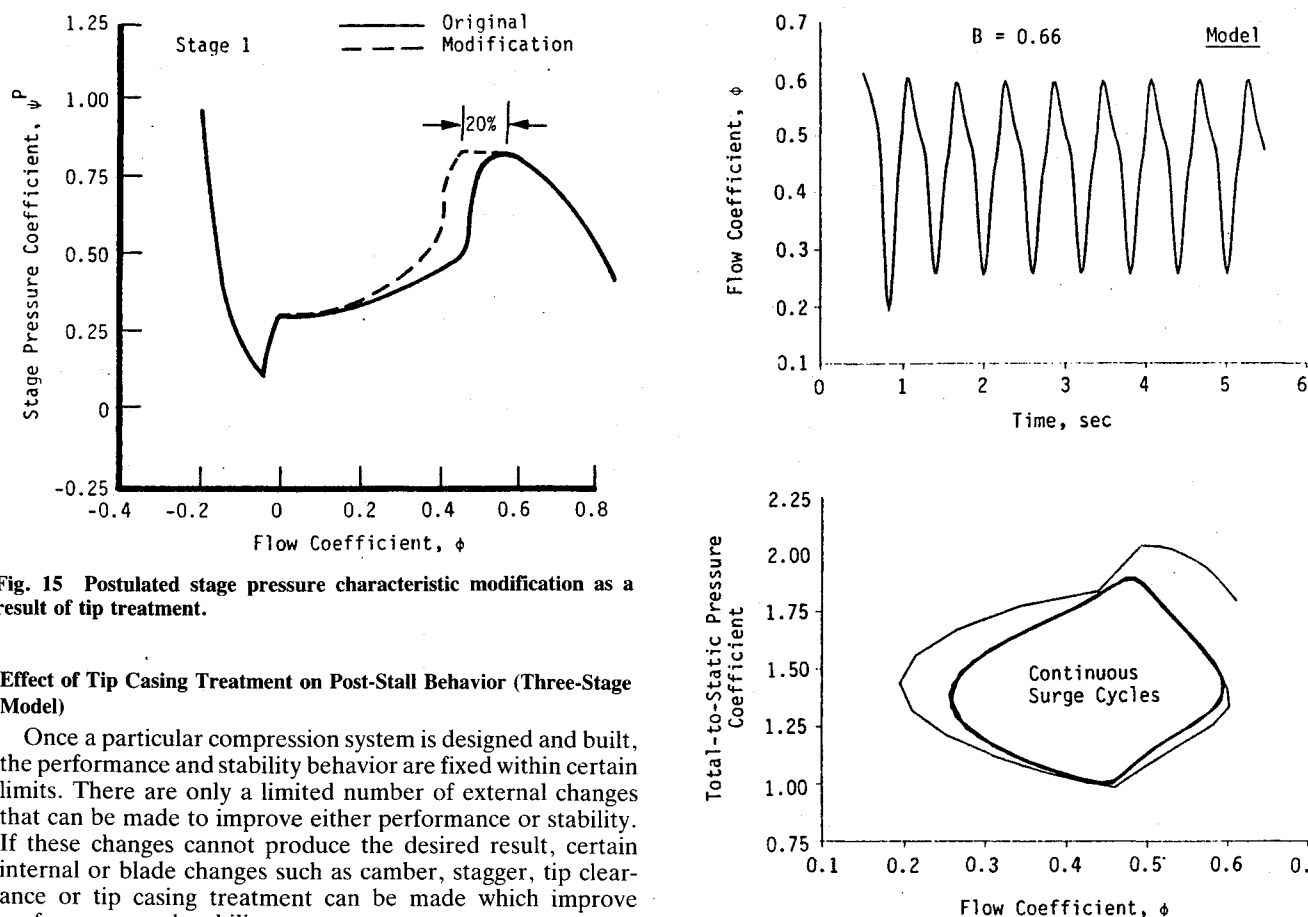 1.25
1.00
0.75
0.50
0.25
0
-0.25
Stage Pressure Coefficient, ψP
Stage 1
Original
Modification
20%
-0.4 -0.2 0 0.2 0.4 0.6 0.8
Flow Coefficient, φ
Fig. 15 Postulated stage pressure characteristic modification as a
result of tip treatment.
Effect of Tip Casing Treatment on Post-Stall Behavior (Three-Stage
Model)
Once a particular compression system is designed and built,
the performance and stability behavior are fixed within certain
limits. There are only a limited number of external changes
that can be made to improve either performance or stability.
If these changes cannot produce the desired result, certain
internal or blade changes such as camber, stagger, tip clear-
ance or tip casing treatment can be made which improve
0.7
0.6
0.5
0.4
0.3
0.2
0.1
Flow Coefficient, φ
B = 0.66
Model
0 1 2 3 4 5 6
Time, sec
2.25
2.00
1.75
1.50
1.25
1.00
0.75
Total-to-Static Pressure
Coefficient
Continuous
Surge Cycles
0.1 0.2 0.3 0.4 0.5 0.6 0.
Flow Coefficient, φ